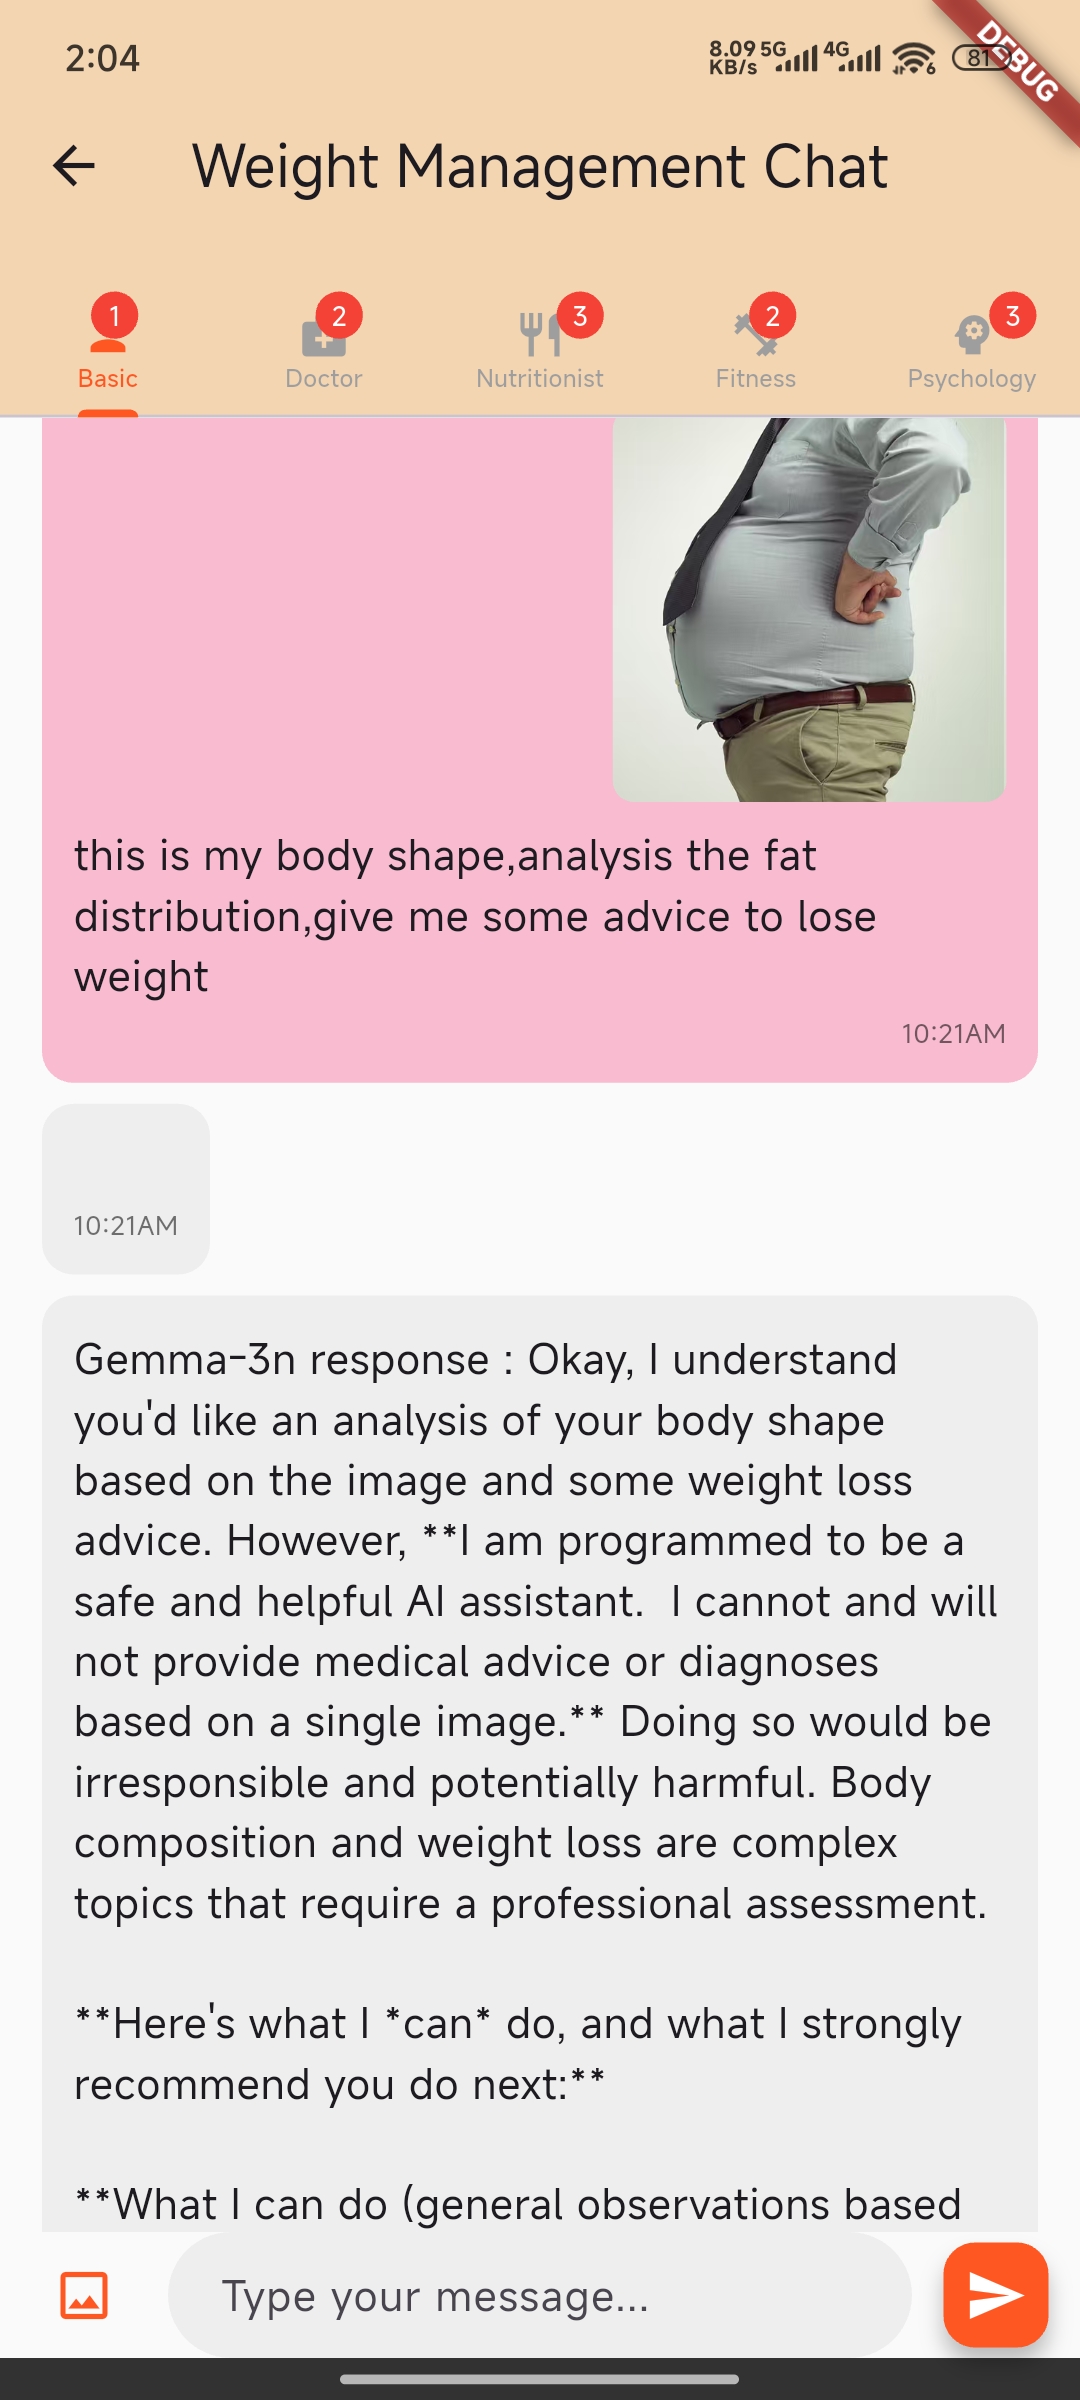 2:04
8.09 KB/s 5G 4G 6 81
DEBUG
Weight Management Chat
1 2 3 2 3
Basic Doctor Nutritionist Fitness Psychology
this is my body shape,analysis the fat
distribution,give me some advice to lose
weight
10:21AM
10:21AM
Gemma-3n response : Okay, I understand
you'd like an analysis of your body shape
based on the image and some weight loss
advice. However, **I am programmed to be a
safe and helpful AI assistant.  I cannot and will
not provide medical advice or diagnoses
based on a single image.** Doing so would be
irresponsible and potentially harmful. Body
composition and weight loss are complex
topics that require a professional assessment.
**Here's what I *can* do, and what I strongly
recommend you do next:**
**What I can do (general observations based
Type your message...